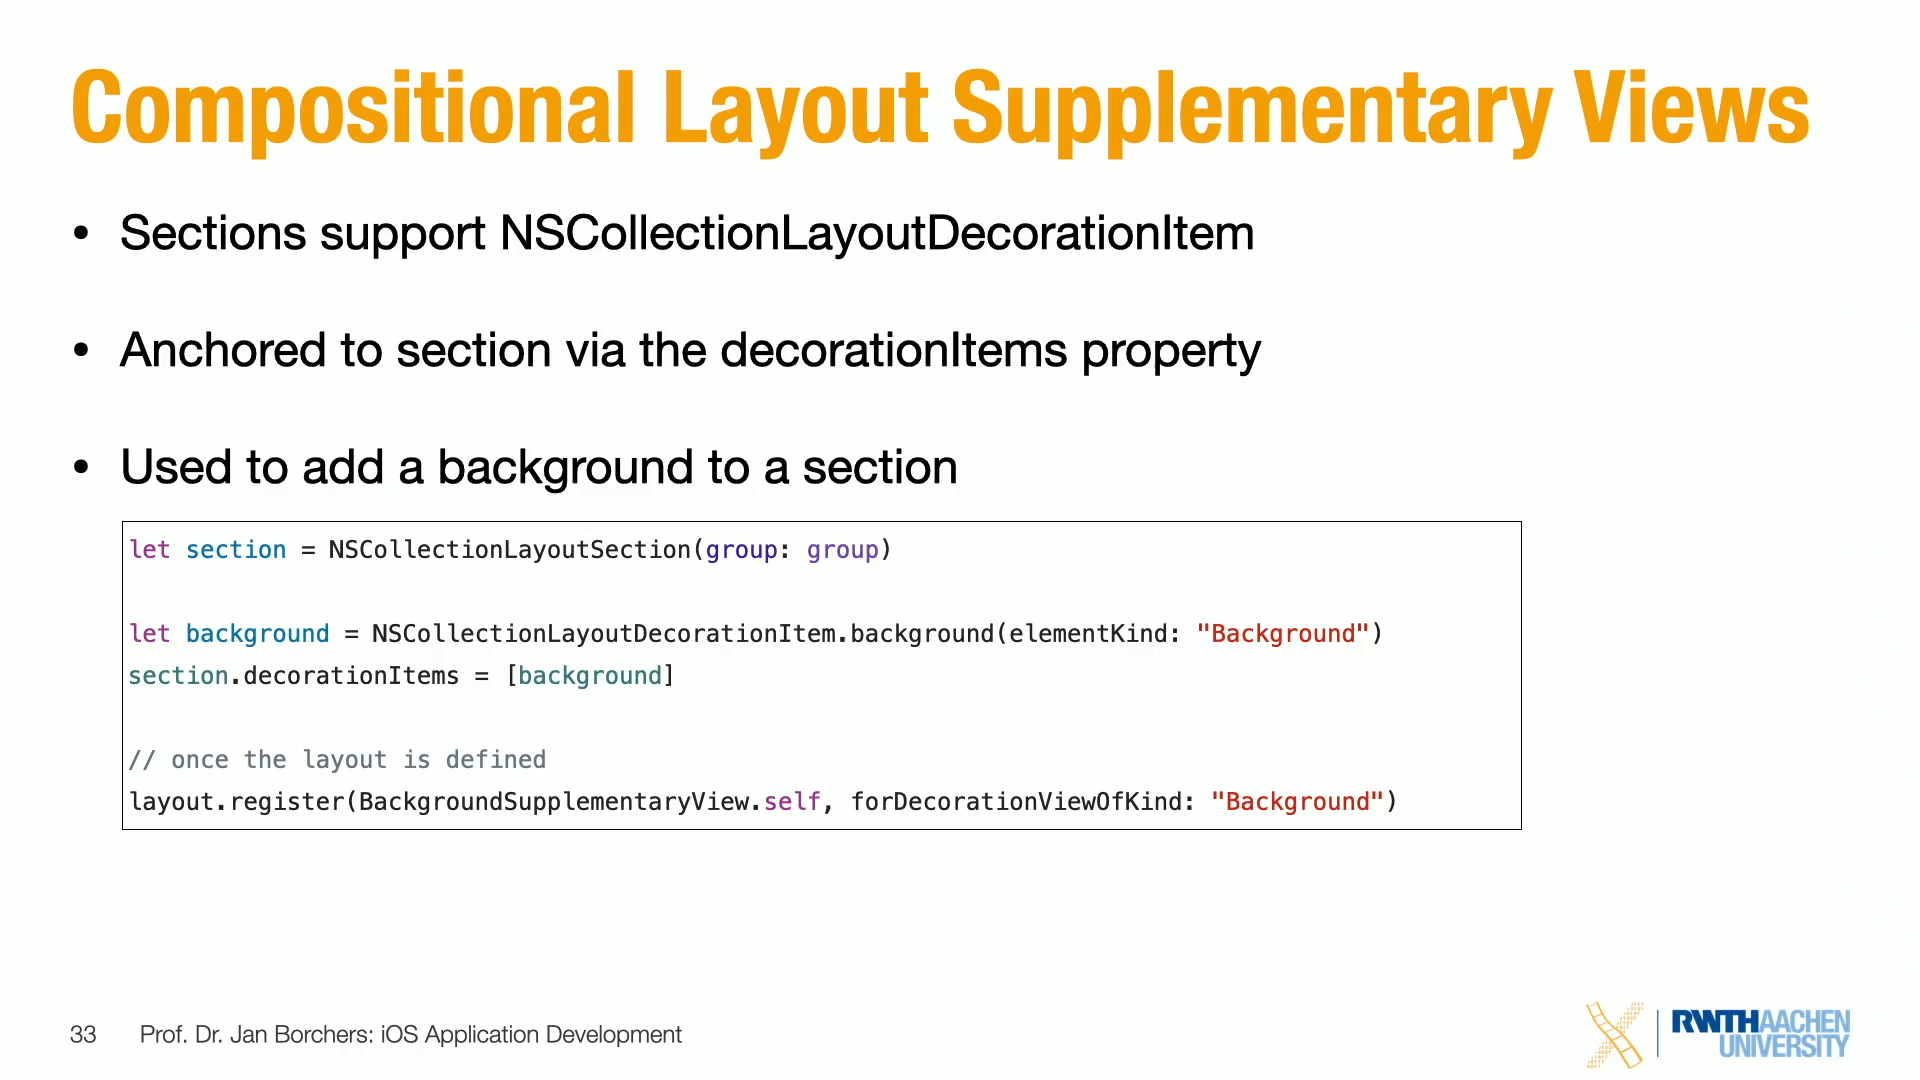 Compositional Layout Supplementary Views
• Sections support NSCollectionLayoutDecorationItem
• Anchored to section via the decorationItems property
• Used to add a background to a section
let section = NSCollectionLayoutSection(group: group)
let background = NSCollectionLayoutDecorationItem.background(elementKind: "Background")
section.decorationItems = [background]
// once the layout is defined
layout.register(BackgroundSupplementaryView.self, forDecorationViewOfKind: "Background")
33 Prof. Dr. Jan Borchers: iOS Application Development
RWTHAACHEN
UNIVERSITY